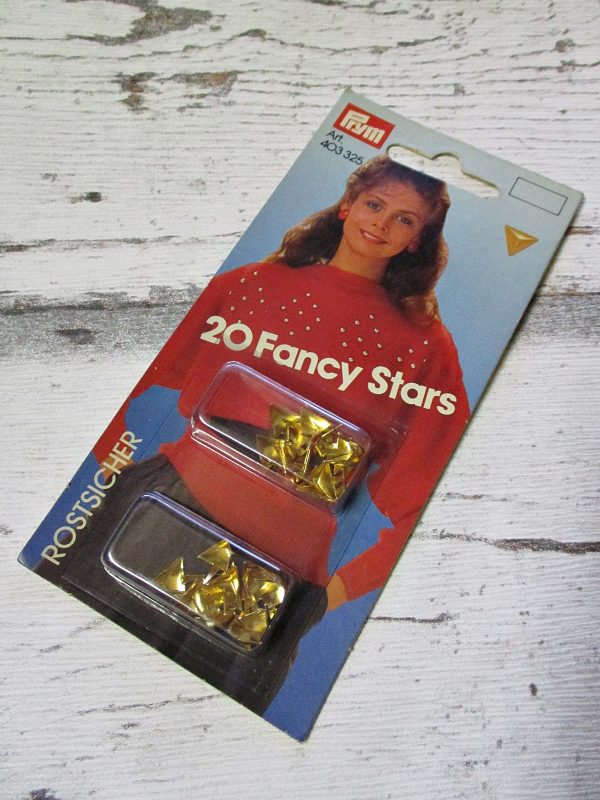 Prym
Art.
403 325
20 Fancy Stars
ROSTSICHER